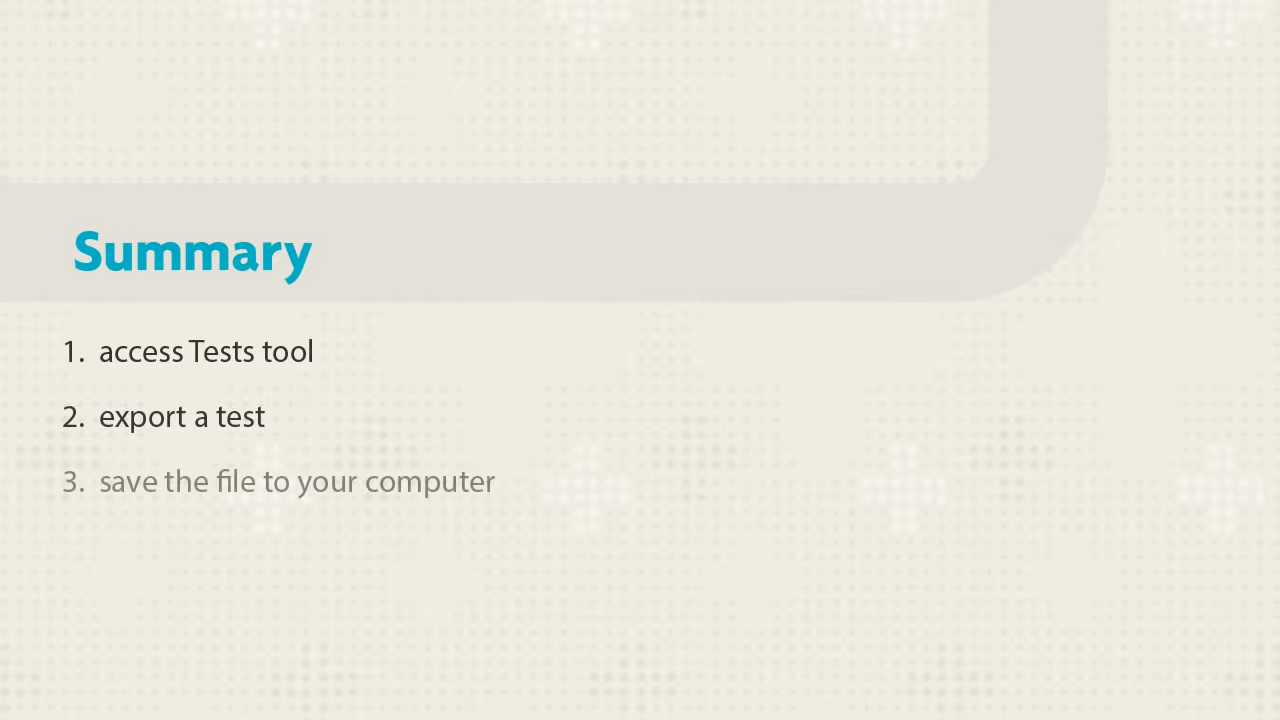 Summary
1. access Tests tool
2. export a test
3. save the file to your computer